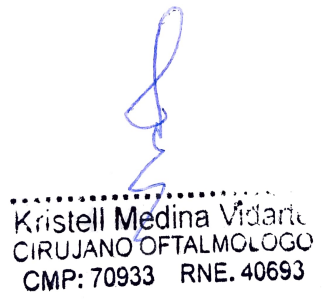 Kristell Medina Vidarte
CIRUJANO OFTALMOLOGO
CMP: 70933 RNE. 40693